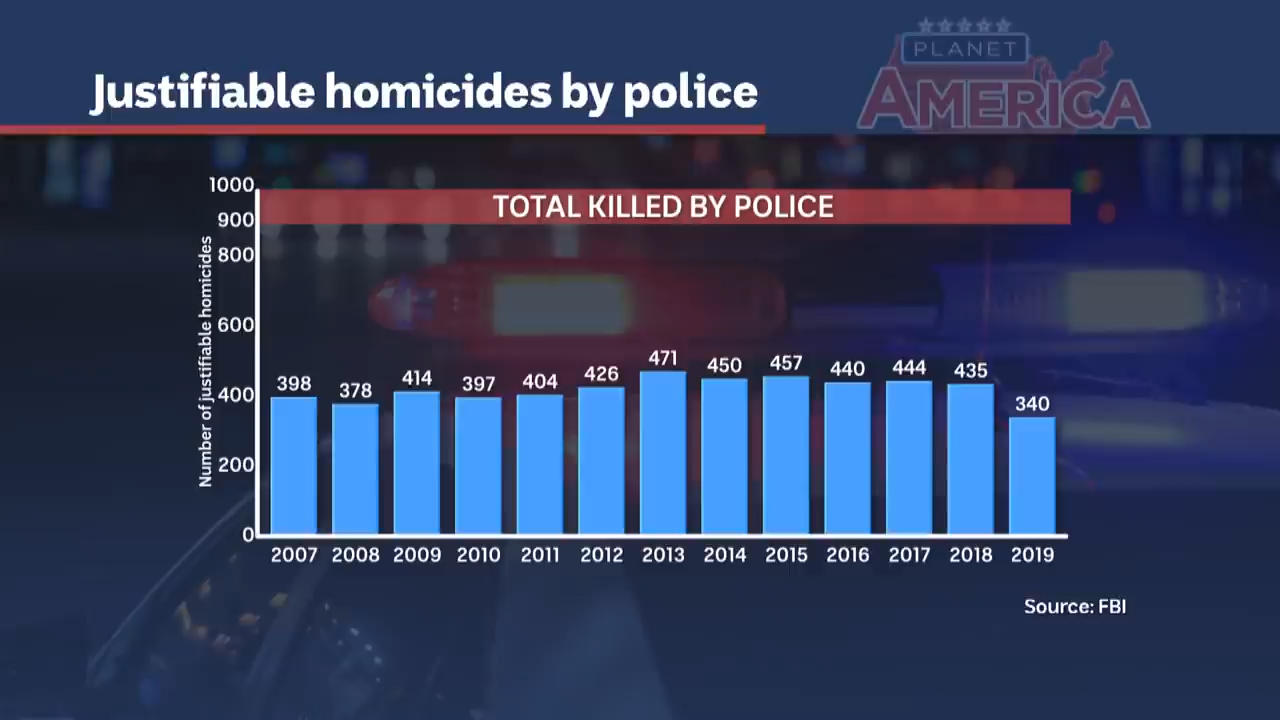 PLANET
AMERICA
Justifiable homicides by police
1000
900
800
600
400
200
0
Number of justifiable homicides
TOTAL KILLED BY POLICE
398
378
414
397
404
426
471
450
457
440
444
435
340
2007 2008 2009 2010 2011 2012 2013 2014 2015 2016 2017 2018 2019
Source: FBI